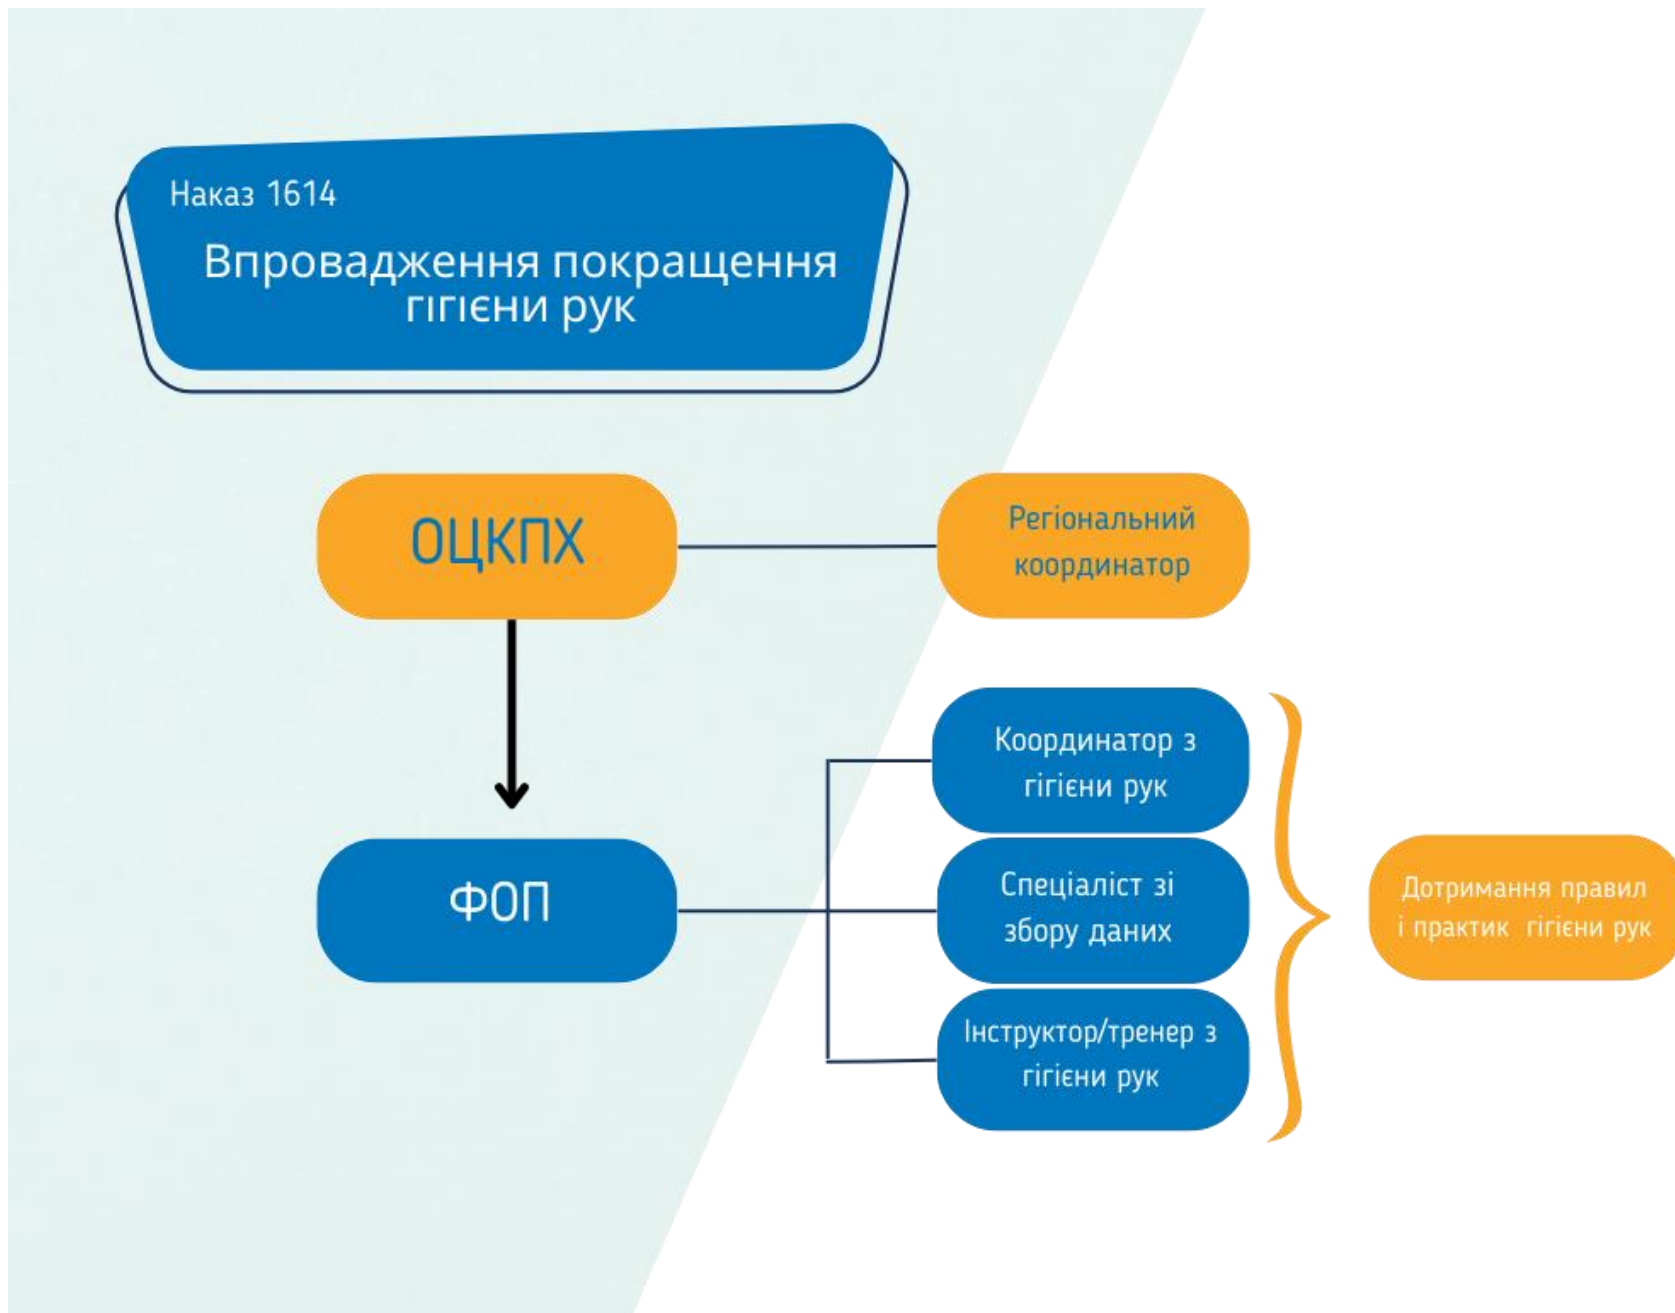 Наказ 1614
Впровадження покращення
гігієни рук
ОЦКПХ
Регіональний
координатор
Координатор з
гігієни рук
ФОП
Спеціаліст зі
збору даних
Інструктор/тренер з
гігієни рук
Дотримання правил
і практик гігієни рук